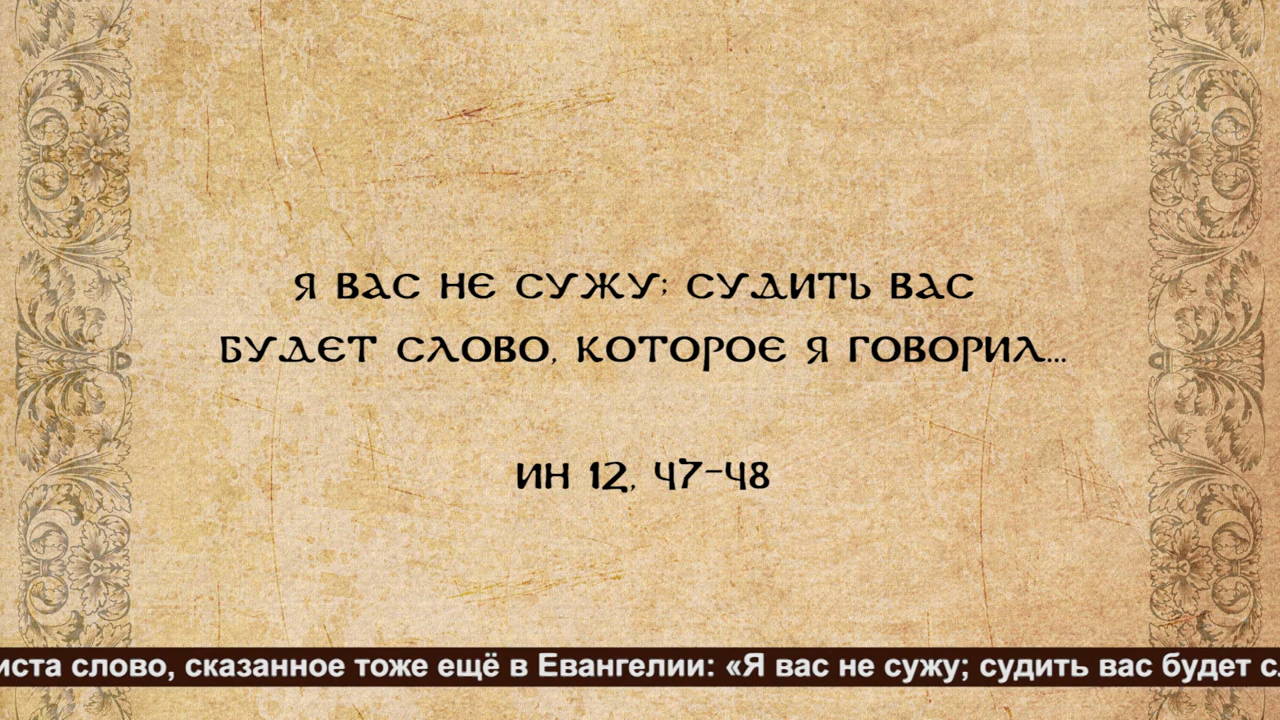 Я ВАС НЕ СУЖУ; СУДИТЬ ВАС
БУДЕТ СЛОВО, КОТОРОЕ Я ГОВОРИЛ...
ИН 12, 47-48
слово, сказанное тоже ещё в Евангелии: «Я вас не сужу; судить вас будет